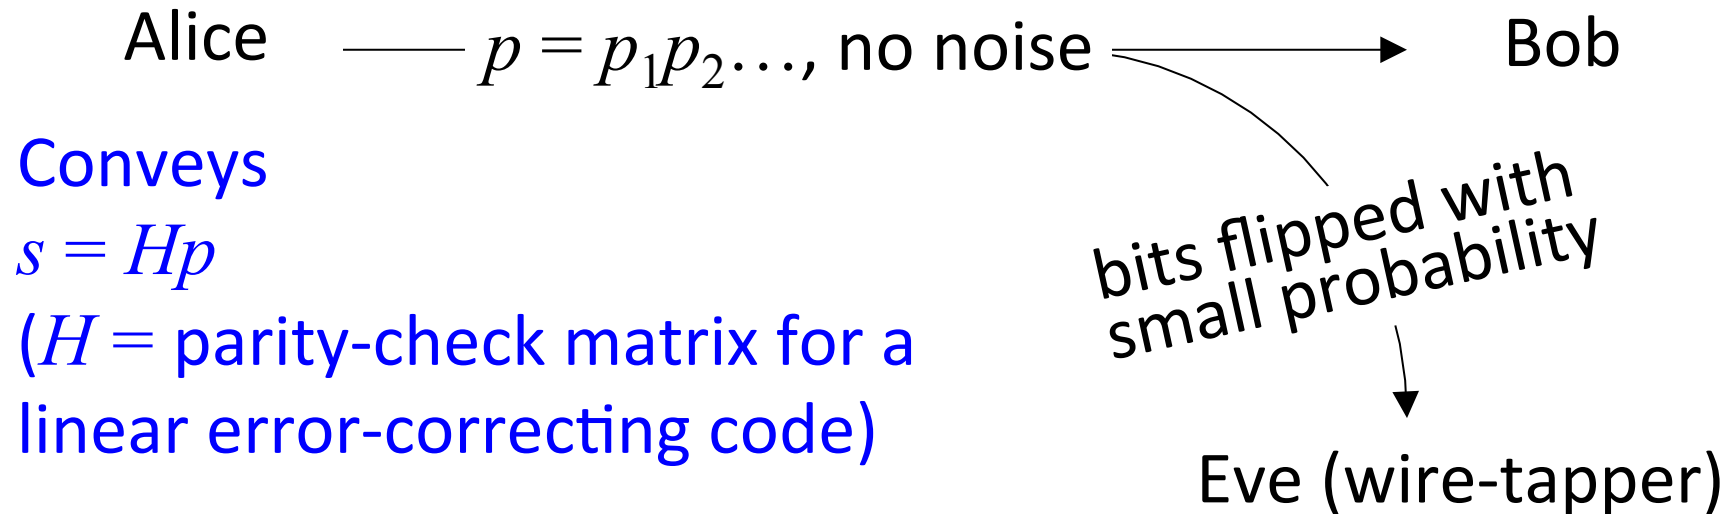 Alice p = p₁p₂…, no noise Bob
Conveys
s = Hp
(H = parity-check matrix for a
linear error-correcting code)
bits flipped with
small probability
Eve (wire-tapper)